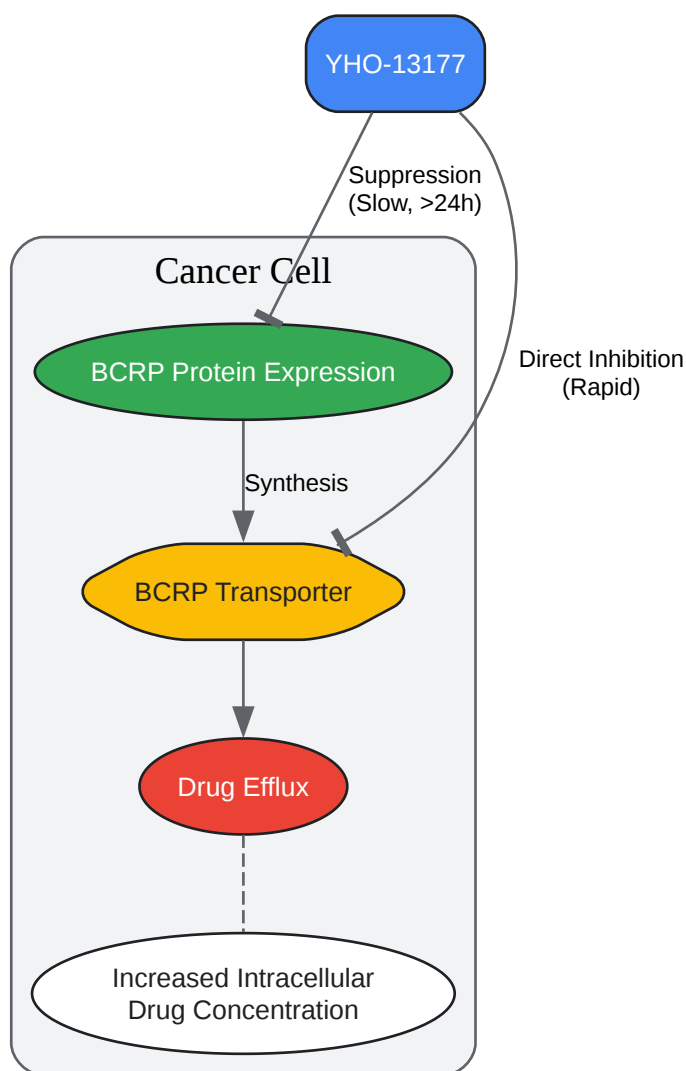 YHO-13177
Suppression
(Slow, >24h)
Cancer Cell
Direct Inhibition
(Rapid)
BCRP Protein Expression
Synthesis
BCRP Transporter
Drug Efflux
Increased Intracellular
Drug Concentration